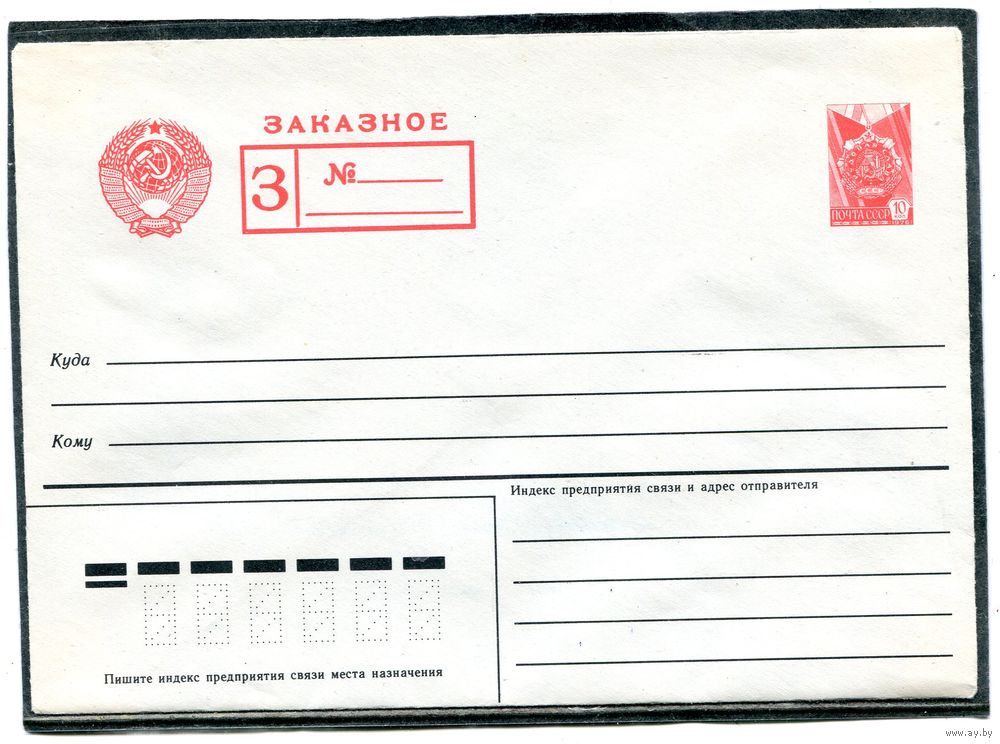 ЗАКАЗНОЕ
З
№
СССР
ПОЧТА СССР 10 КОП
Куда
Кому
Индекс предприятия связи и адрес отправителя
Пишите индекс предприятия связи места назначения
www.ay.by